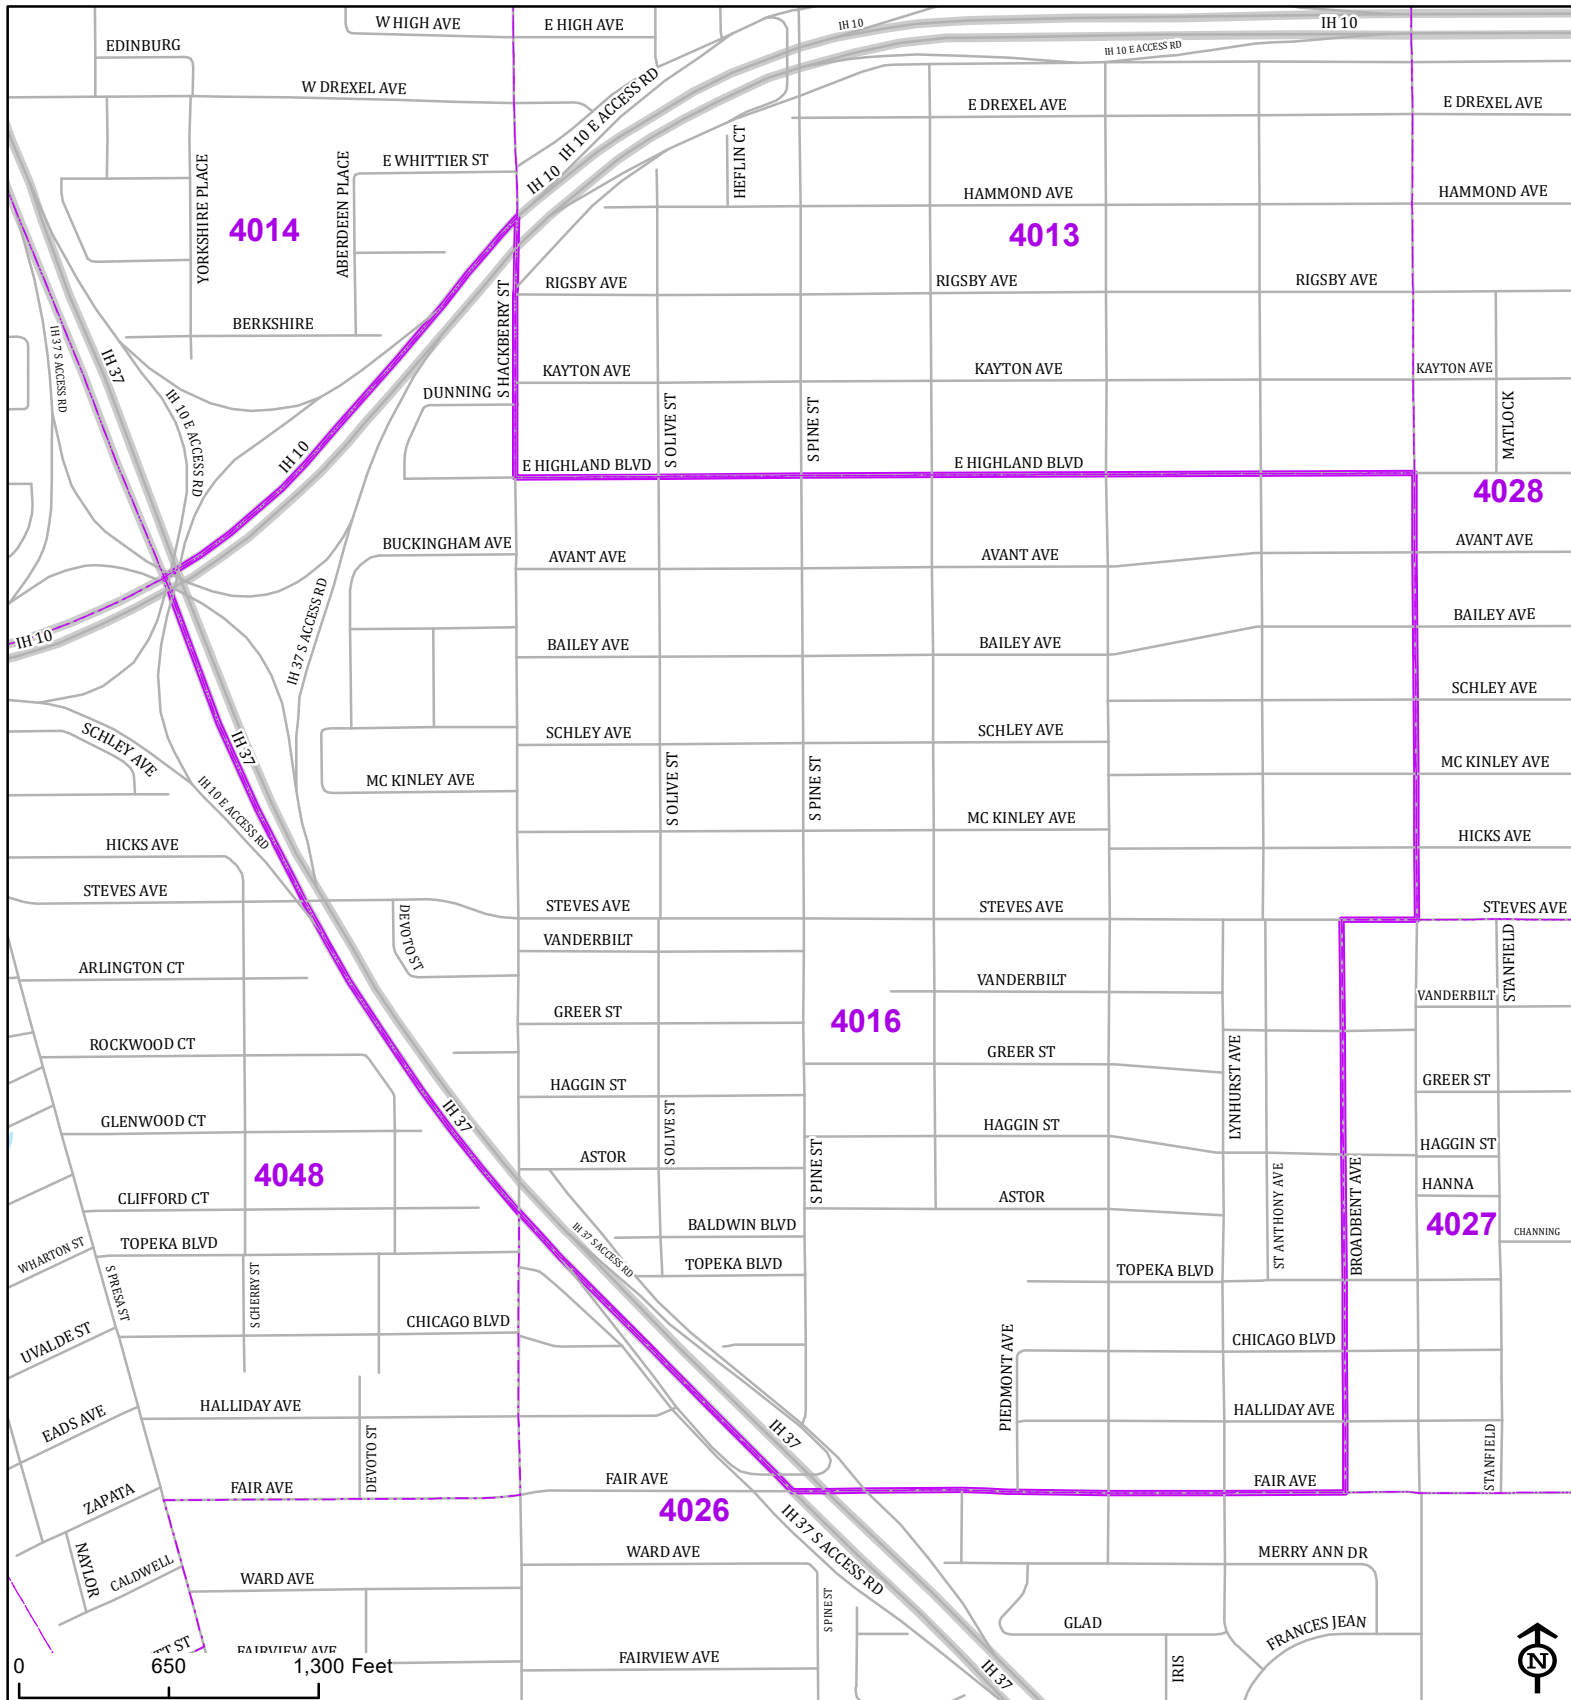 W HIGH AVE
E HIGH AVE
IH 10
IH 10
EDINBURG
IH 10 E ACCESS RD
W DREXEL AVE
E DREXEL AVE
E DREXEL AVE
IH 10 E ACCESS RD
E WHITTIER ST
HEFLIN CT
IH 10
HAMMOND AVE
HAMMOND AVE
YORKSHIRE PLACE
ABERDEEN PLACE
4014
4013
RIGSBY AVE
RIGSBY AVE
RIGSBY AVE
BERKSHIRE
S HACKBERRY ST
IH 37 S ACCESS RD
IH 37
KAYTON AVE
KAYTON AVE
KAYTON AVE
DUNNING
IH 10 E ACCESS RD
S OLIVE ST
S PINE ST
MATLOCK
IH 10
E HIGHLAND BLVD
E HIGHLAND BLVD
4028
BUCKINGHAM AVE
AVANT AVE
AVANT AVE
AVANT AVE
IH 37 S ACCESS RD
IH 10
BAILEY AVE
BAILEY AVE
BAILEY AVE
SCHLEY AVE
SCHLEY AVE
SCHLEY AVE
SCHLEY AVE
IH 37
MC KINLEY AVE
MC KINLEY AVE
MC KINLEY AVE
S OLIVE ST
S PINE ST
IH 10 E ACCESS RD
HICKS AVE
HICKS AVE
STEVES AVE
STEVES AVE
STEVES AVE
STEVES AVE
DEVOTO ST
VANDERBILT
VANDERBILT
VANDERBILT
STANFIELD
ARLINGTON CT
GREER ST
4016
ROCKWOOD CT
GREER ST
GREER ST
LYNHURST AVE
HAGGIN ST
HAGGIN ST
HAGGIN ST
GLENWOOD CT
IH 37
S OLIVE ST
S PINE ST
ASTOR
ASTOR
4048
HANNA
CLIFFORD CT
ST ANTHONY AVE
BROADBENT AVE
4027
BALDWIN BLVD
CHANNING
WHARTON ST
TOPEKA BLVD
TOPEKA BLVD
TOPEKA BLVD
IH 37 S ACCESS RD
S PRESA ST
S CHERRY ST
CHICAGO BLVD
CHICAGO BLVD
UVALDE ST
PIEDMONT AVE
HALLIDAY AVE
HALLIDAY AVE
EADS AVE
IH 37
DEVOTO ST
STANFIELD
FAIR AVE
FAIR AVE
FAIR AVE
ZAPATA
4026
IH 37 S ACCESS RD
WARD AVE
WARD AVE
MERRY ANN DR
NAYLOR
CALDWELL
S PINE ST
GLAD
FRANCES JEAN
FAIRVIEW AVE
FAIRVIEW AVE
IRIS
IH 37
N
0 650 1,300 Feet